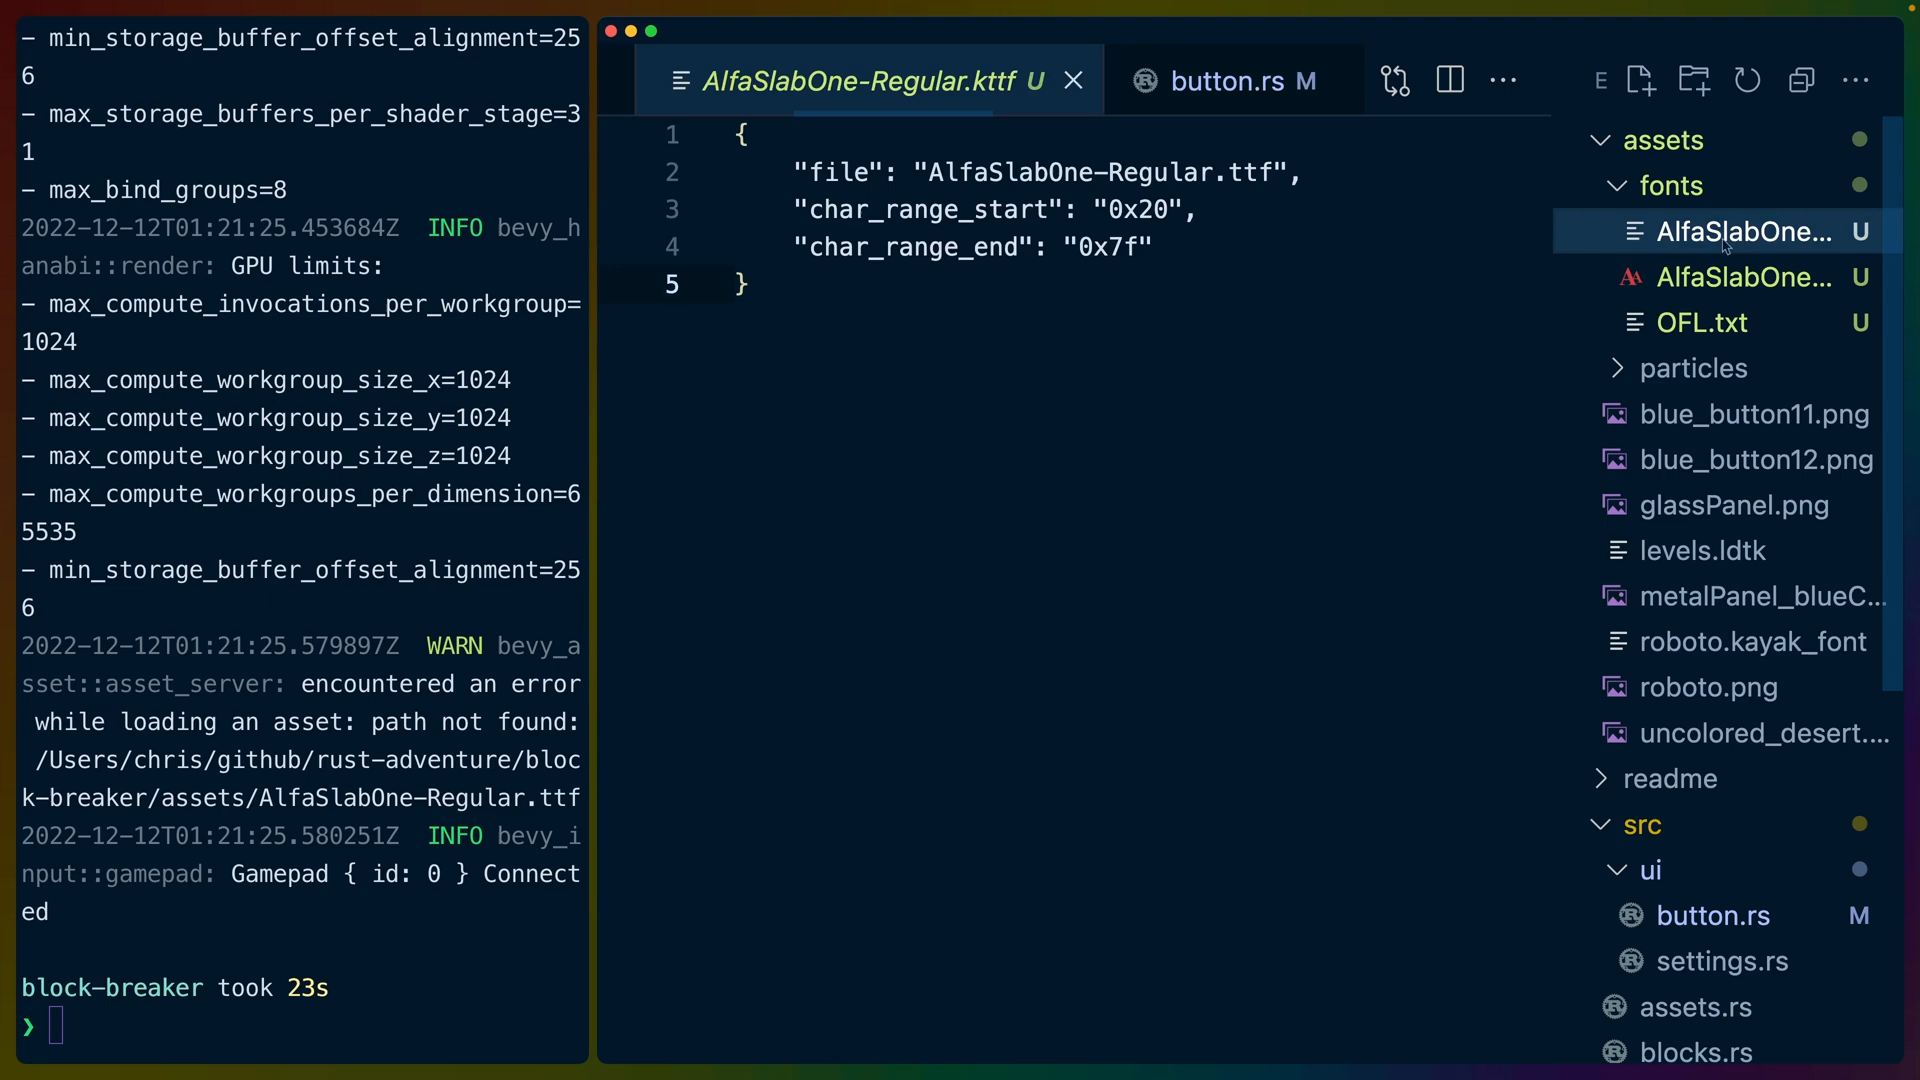 - min_storage_buffer_offset_alignment=25
6
- max_storage_buffers_per_shader_stage=3
1
- max_bind_groups=8
2022-12-12T01:21:25.453684Z  INFO bevy_h
anabi::render: GPU limits:
- max_compute_invocations_per_workgroup=
1024
- max_compute_workgroup_size_x=1024
- max_compute_workgroup_size_y=1024
- max_compute_workgroup_size_z=1024
- max_compute_workgroups_per_dimension=6
5535
- min_storage_buffer_offset_alignment=25
6
2022-12-12T01:21:25.579897Z  WARN bevy_a
sset::asset_server: encountered an error
 while loading an asset: path not found:
 /Users/chris/github/rust-adventure/bloc
k-breaker/assets/AlfaSlabOne-Regular.ttf
2022-12-12T01:21:25.580251Z  INFO bevy_i
nput::gamepad: Gamepad { id: 0 } Connect
ed
block-breaker took 23s
❯
AlfaSlabOne-Regular.kttf U
button.rs M
1 {
2 "file": "AlfaSlabOne-Regular.ttf",
3 "char_range_start": "0x20",
4 "char_range_end": "0x7f"
5 }
E
assets
fonts
AlfaSlabOne... U
AlfaSlabOne... U
OFL.txt U
particles
blue_button11.png
blue_button12.png
glassPanel.png
levels.ldtk
metalPanel_blueC...
roboto.kayak_font
roboto.png
uncolored_desert....
readme
src
ui
button.rs M
settings.rs
assets.rs
blocks.rs